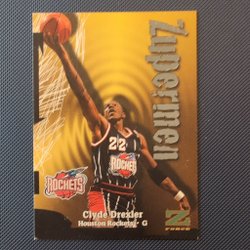 Zupermen
22
ROCKETS
ROCKETS
Clyde Drexler
Houston Rockets • G
Z
FORCE